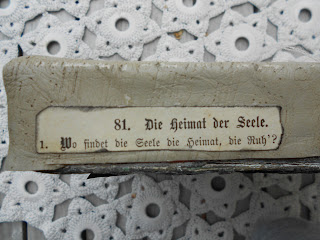 81. Die Heimat der Seele.
1. Wo findet die Seele die Heimat, die Ruh'?